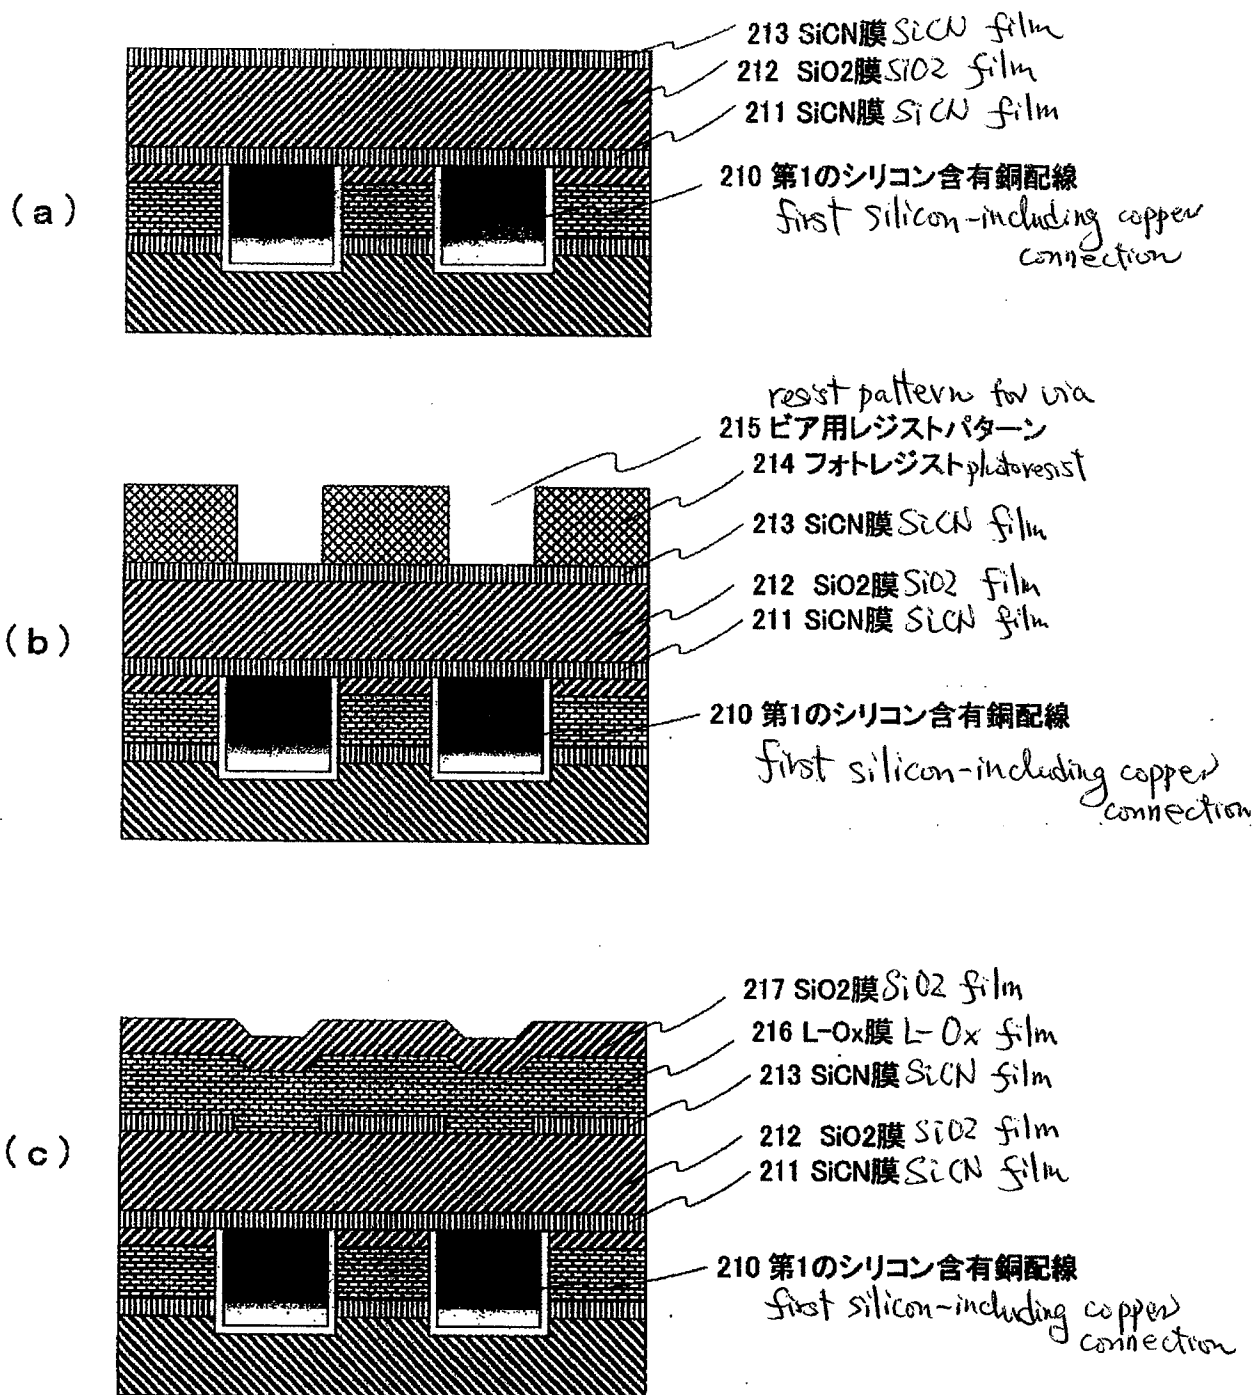 213 SiCN膜 SiCN film
212 SiO2膜 SiO2 film
211 SiCN膜 SiCN film
(a)
210 第1のシリコン含有銅配線
first silicon-including copper
connection
resist pattern for via
215 ビア用レジストパターン
214 フォトレジスト photoresist
213 SiCN膜 SiCN film
212 SiO2膜 SiO2 film
(b)
211 SiCN膜 SiCN film
210 第1のシリコン含有銅配線
first silicon-including copper
connection
217 SiO2膜 SiO2 film
216 L-Ox膜 L-Ox film
213 SiCN膜 SiCN film
(c)
212 SiO2膜 SiO2 film
211 SiCN膜 SiCN film
210 第1のシリコン含有銅配線
first silicon-including copper
connection